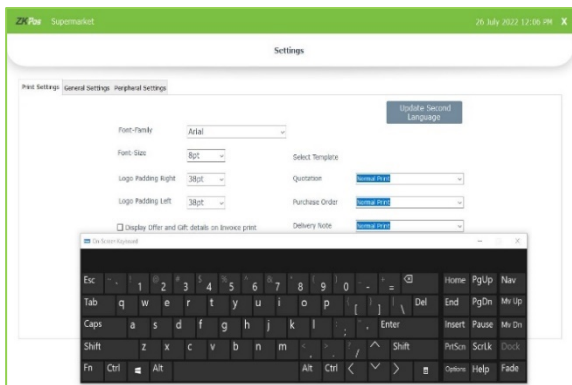 ZKPos Supermarket 26 July 2022 12:06 PM X
Settings
Print Settings General Settings Peripheral Settings
Update Second
Language
Font-Family Arial
Font-Size 8pt Select Template
Logo Padding Right 38pt Quotation Normal Print
Logo Padding Left 38pt Purchase Order Normal Print
Display Offer and Gift details on Invoice print Delivery Note Normal Print
On-Screen Keyboard
Esc 1 2 3 4 5 6 7 8 9 0 - = Home PgUp Nav
Tab q w e r t y u i o p [ ] \ Del End PgDn Mv Up
Caps a s d f g h j k l ; ' Enter Insert Pause Mv Dn
Shift z x c v b n m , . / Shift PrtScn ScrLk Dock
Fn Ctrl Alt Alt Ctrl Options Help Fade